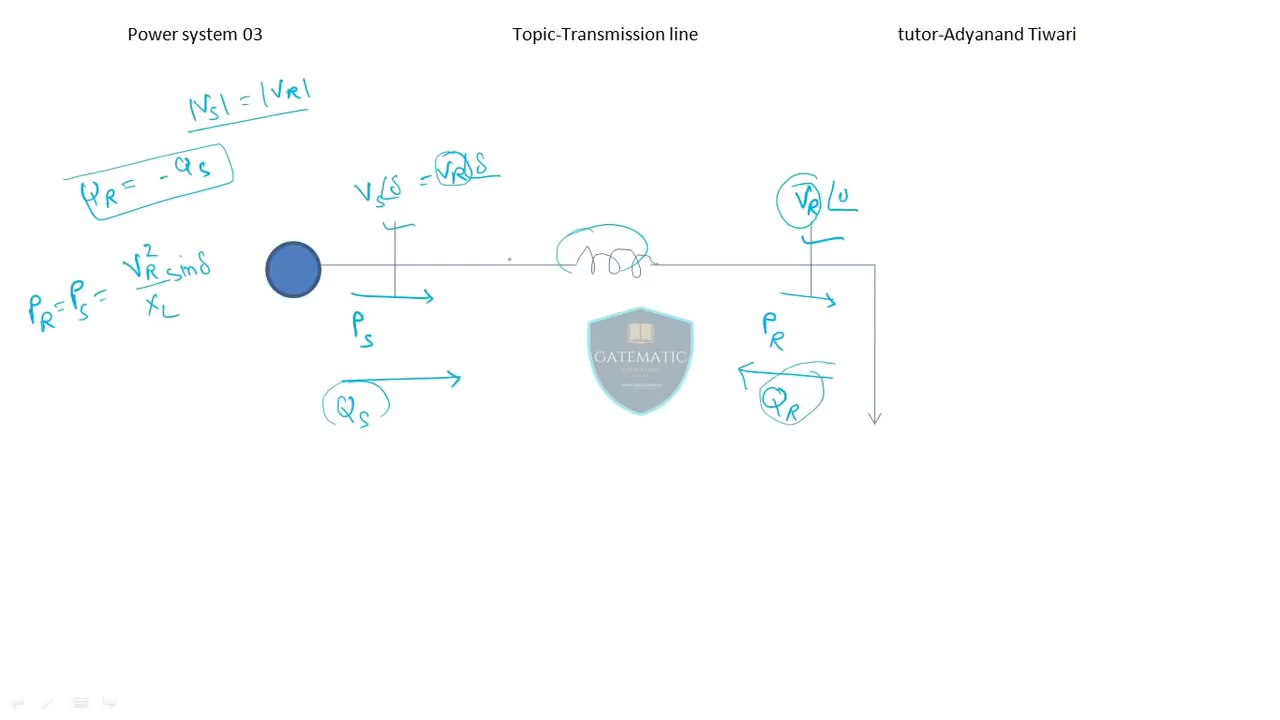 Power system 03
Topic-Transmission line
tutor-Adyanand Tiwari
|VS| = |VR|
QR = - QS
VS∠δ = VR∠δ
VR∠0
PR = PS = VR² sinδ / XL
PS
PR
QS
QR
GATEMATIC
EDUCATION